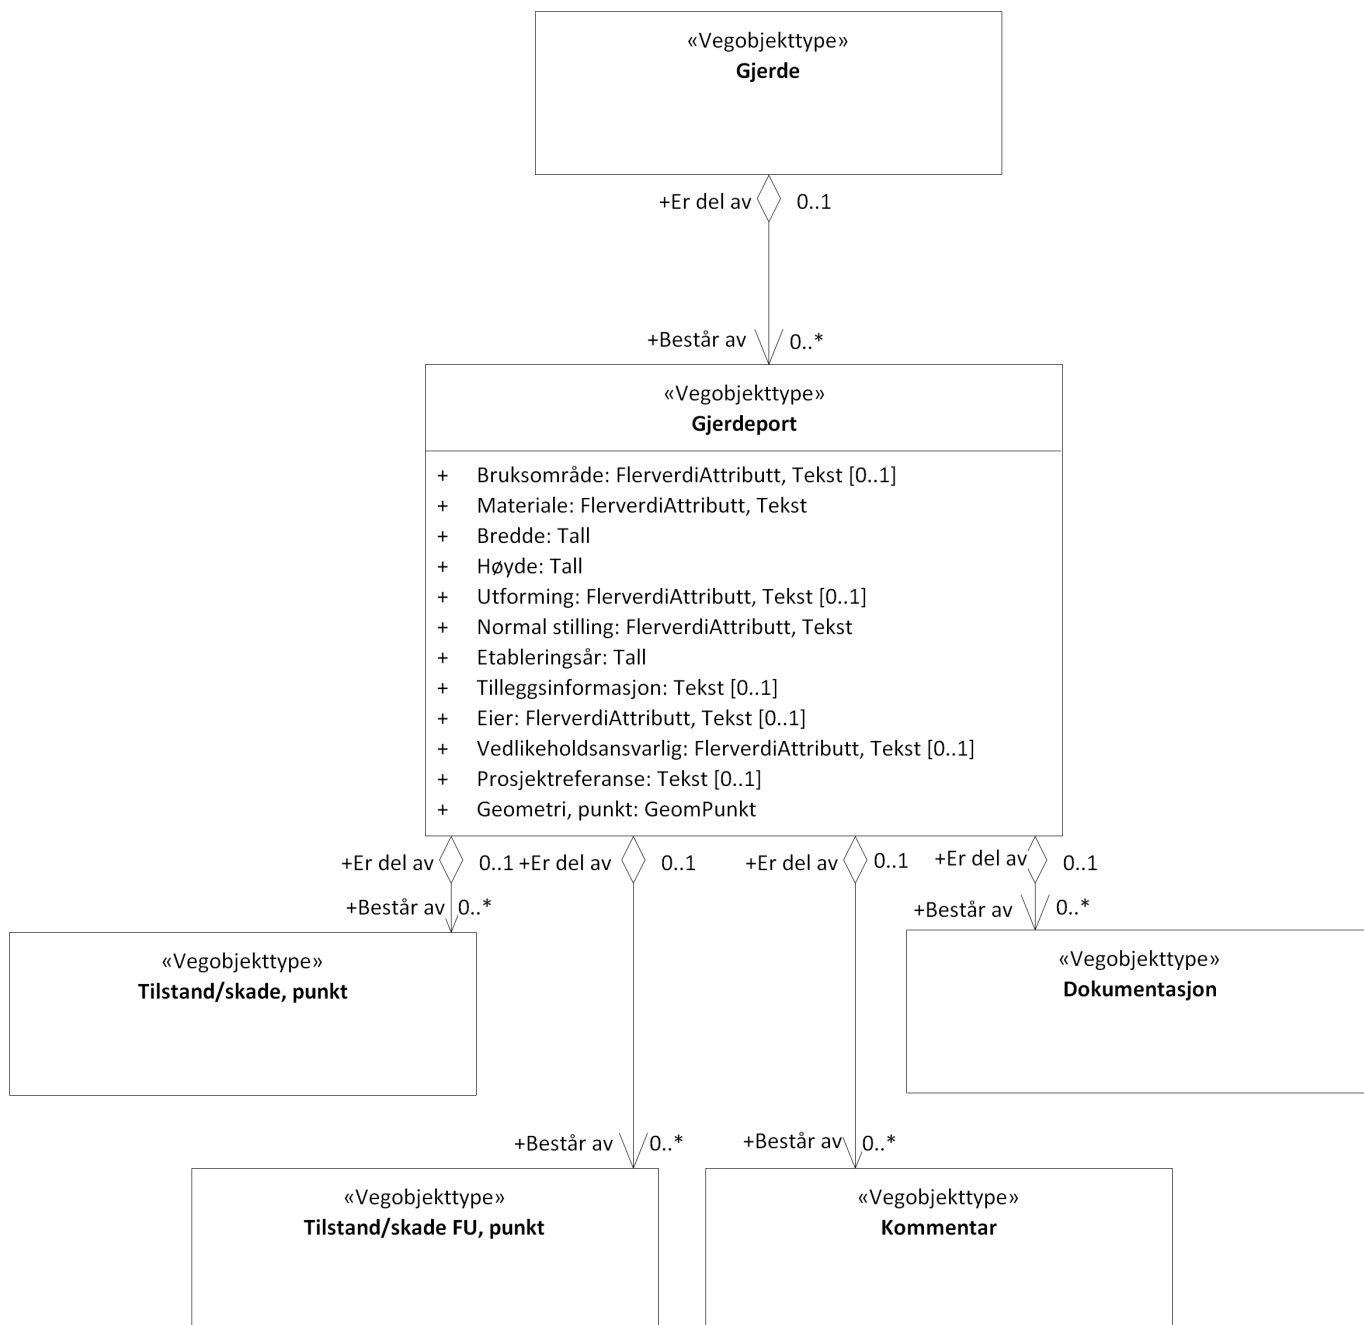 «Vegobjekttype»
Gjerde
+Er del av 0..1
+Består av 0..*
«Vegobjekttype»
Gjerdeport
+ Bruksområde: FlerverdiAttributt, Tekst [0..1]
+ Materiale: FlerverdiAttributt, Tekst
+ Bredde: Tall
+ Høyde: Tall
+ Utforming: FlerverdiAttributt, Tekst [0..1]
+ Normal stilling: FlerverdiAttributt, Tekst
+ Etableringsår: Tall
+ Tilleggsinformasjon: Tekst [0..1]
+ Eier: FlerverdiAttributt, Tekst [0..1]
+ Vedlikeholdsansvarlig: FlerverdiAttributt, Tekst [0..1]
+ Prosjektreferanse: Tekst [0..1]
+ Geometri, punkt: GeomPunkt
+Er del av 0..1 +Er del av 0..1 +Er del av 0..1 +Er del av 0..1
+Består av 0..* +Består av 0..*
«Vegobjekttype»
Tilstand/skade, punkt
«Vegobjekttype»
Dokumentasjon
+Består av 0..* +Består av 0..*
«Vegobjekttype»
Tilstand/skade FU, punkt
«Vegobjekttype»
Kommentar